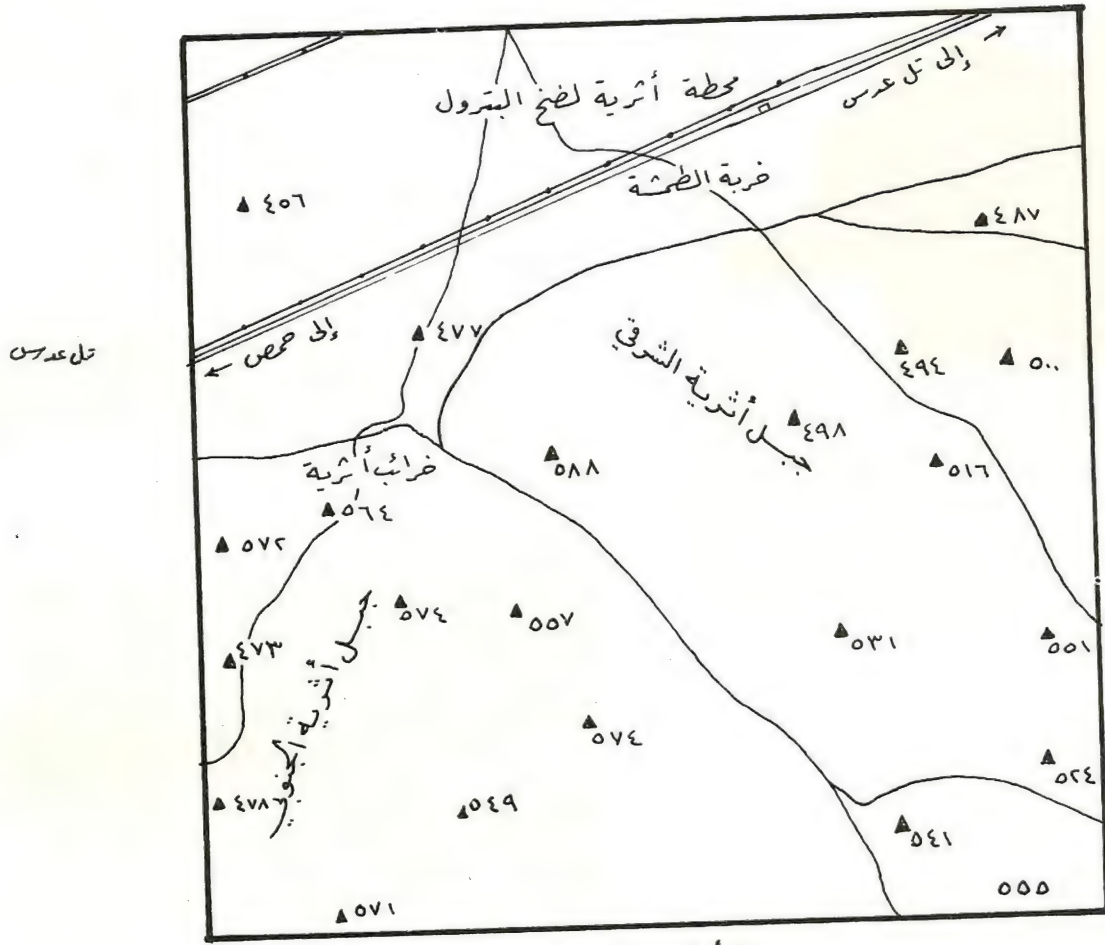 إلى تل عدس
محطة أثرية لضخ البترول
خربة الطمشة
٤٥٦
٤٨٧
إلى حمص
٤٧٧
جبل أثرية الشرقي
٤٩٤
٥٠٠
تل عدس
٤٩٨
٥٨٨
٥١٦
خرائب أثرية
٥٦٤
٥٧٢
٥٧٤
٥٥٧
٥٣١
٥٥١
٤٧٣
جبل أثرية الجنوبي
٥٧٤
٥٢٤
٥٤٩
٥٤١
٥٥٥
٥٧١